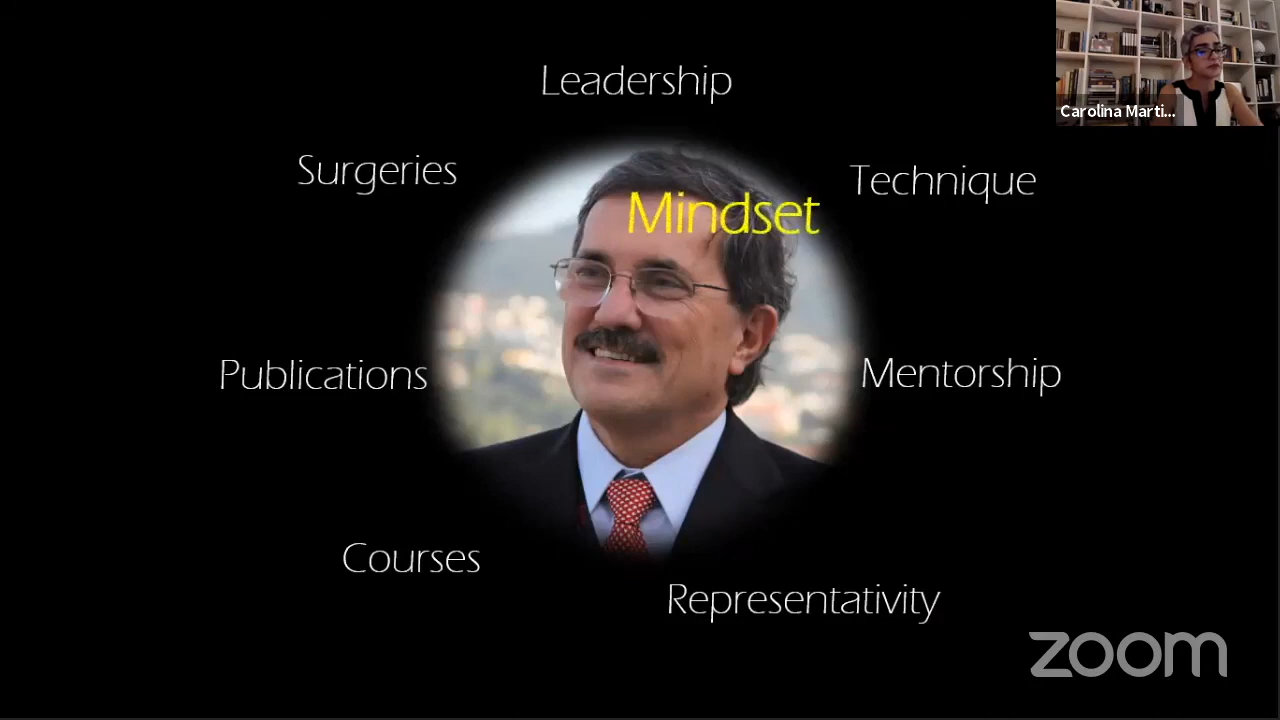 Leadership
Carolina Marti...
Surgeries
Technique
Mindset
Publications
Mentorship
Courses
Representativity
zoom